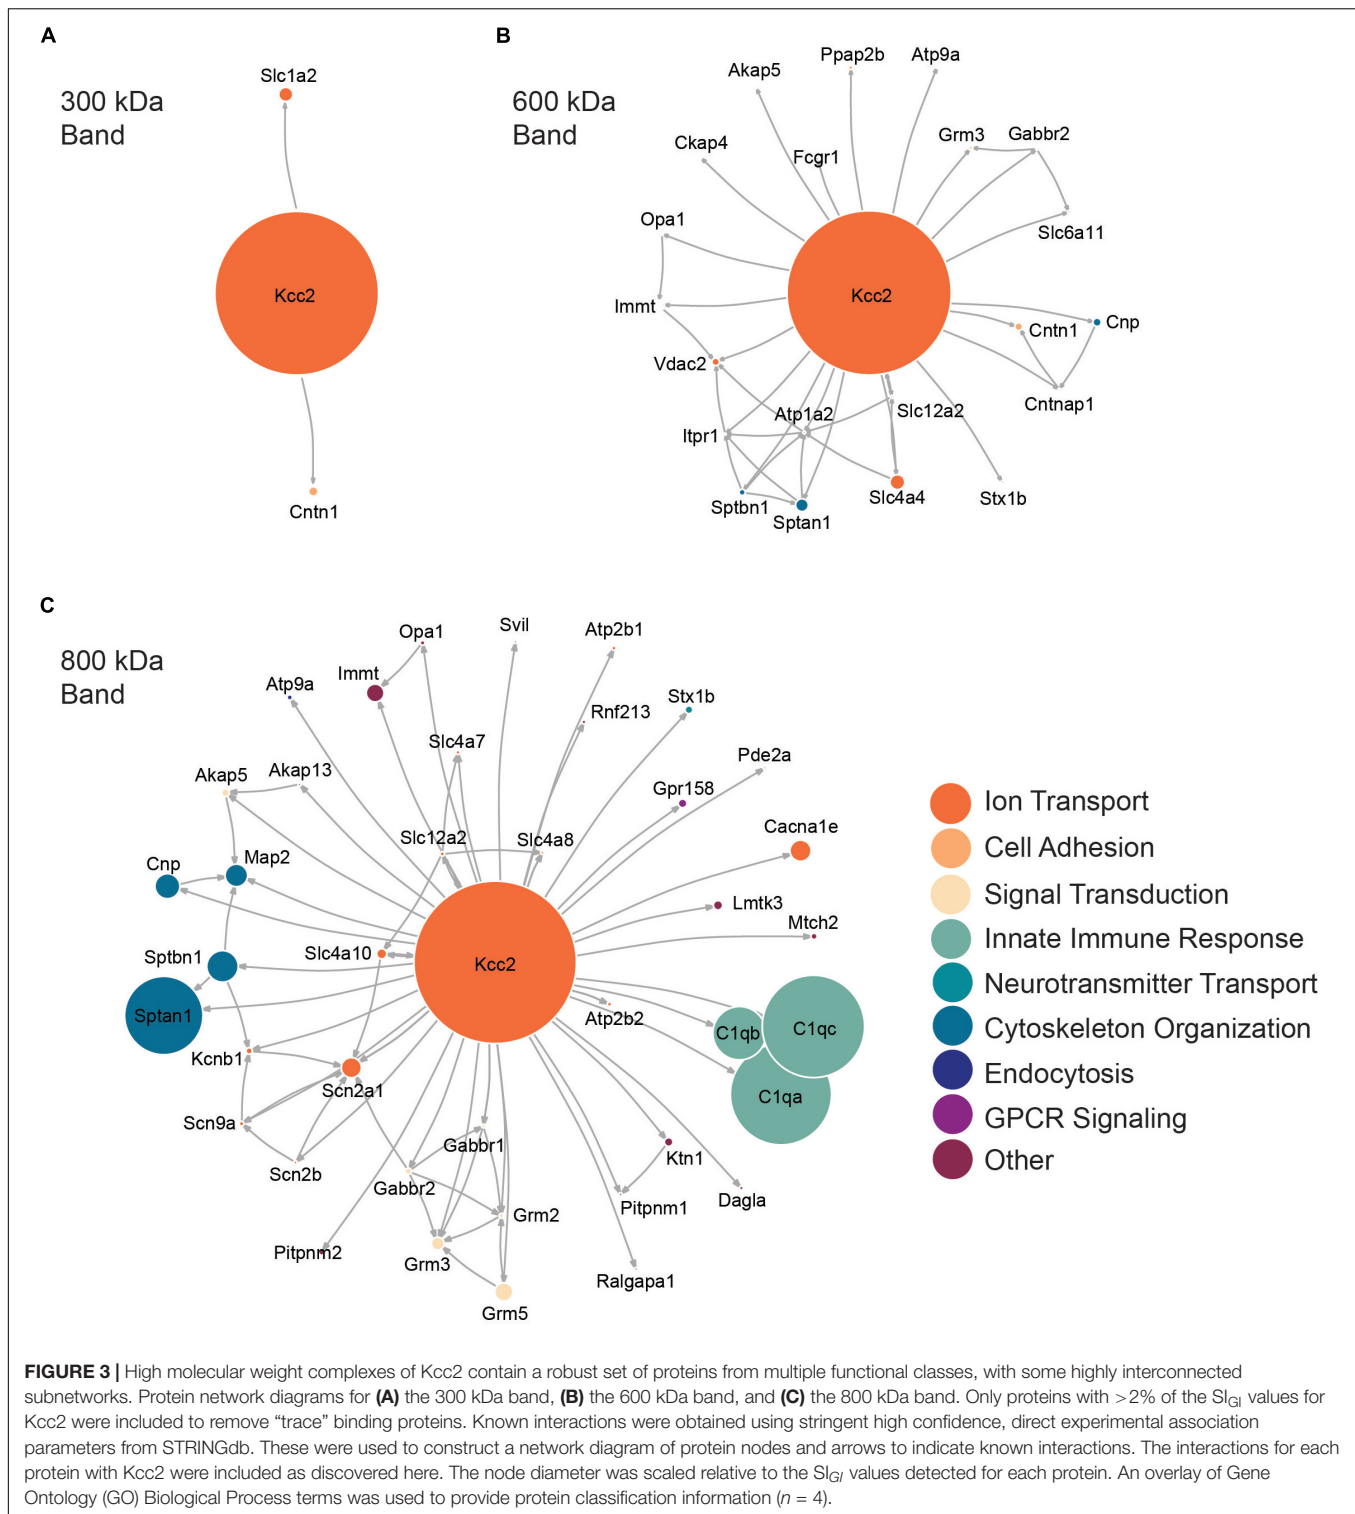 A
300 kDa
Band
Slc1a2
Kcc2
Cntn1
B
600 kDa
Band
Ppap2b
Atp9a
Akap5
Grm3
Gabbr2
Ckap4
Fcgr1
Opa1
Slc6a11
Kcc2
Immt
Cntn1
Cnp
Vdac2
Cntnap1
Atp1a2
Slc12a2
Itpr1
Slc4a4
Stx1b
Sptbn1
Sptan1
C
800 kDa
Band
Opa1
Svil
Atp2b1
Immt
Atp9a
Stx1b
Rnf213
Slc4a7
Pde2a
Akap5
Akap13
Gpr158
Cacna1e
Slc12a2
Slc4a8
Cnp
Map2
Lmtk3
Mtch2
Sptbn1
Slc4a10
Kcc2
Sptan1
Atp2b2
C1qb
C1qc
Kcnb1
Scn2a1
C1qa
Scn9a
Gabbr1
Ktn1
Scn2b
Gabbr2
Pitpnm1
Dagla
Grm2
Pitpnm2
Grm3
Ralgapa1
Grm5
Ion Transport
Cell Adhesion
Signal Transduction
Innate Immune Response
Neurotransmitter Transport
Cytoskeleton Organization
Endocytosis
GPCR Signaling
Other
FIGURE 3 | High molecular weight complexes of Kcc2 contain a robust set of proteins from multiple functional classes, with some highly interconnected
subnetworks. Protein network diagrams for (A) the 300 kDa band, (B) the 600 kDa band, and (C) the 800 kDa band. Only proteins with >2% of the SIGI values for
Kcc2 were included to remove “trace” binding proteins. Known interactions were obtained using stringent high confidence, direct experimental association
parameters from STRINGdb. These were used to construct a network diagram of protein nodes and arrows to indicate known interactions. The interactions for each
protein with Kcc2 were included as discovered here. The node diameter was scaled relative to the SIGI values detected for each protein. An overlay of Gene
Ontology (GO) Biological Process terms was used to provide protein classification information (n = 4).